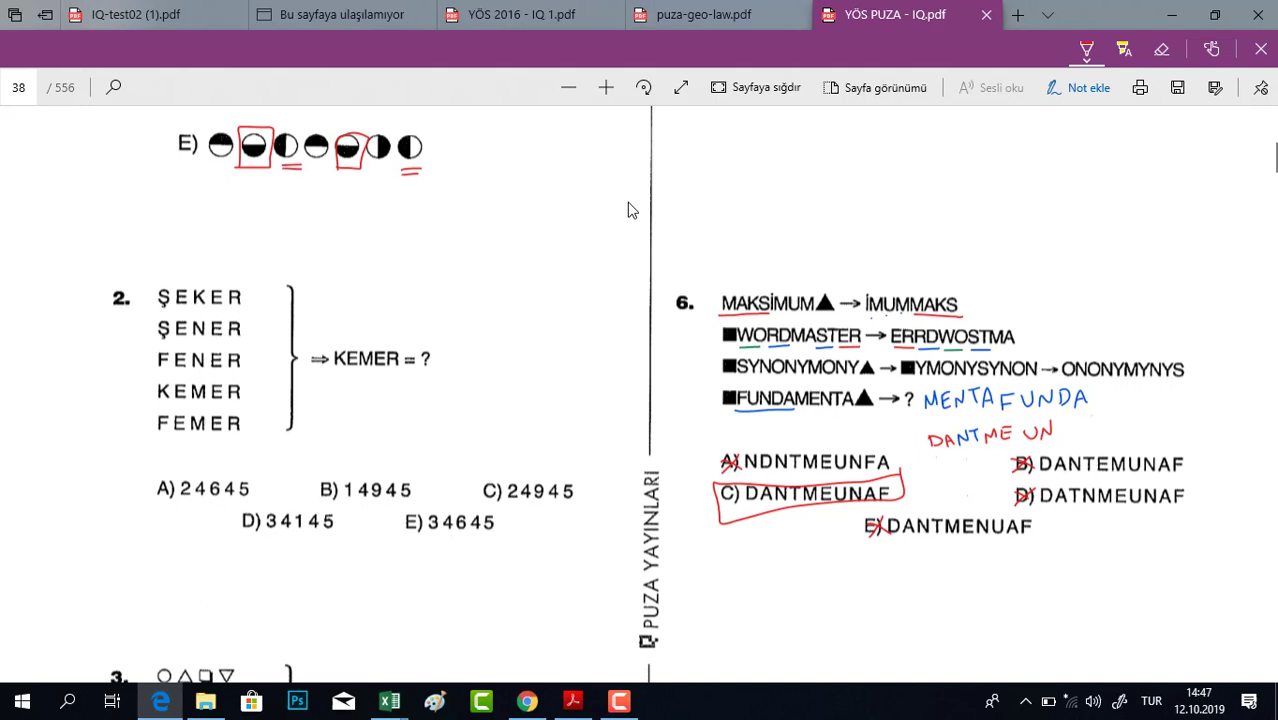 IQ-test02 (1).pdf
Bu sayfaya ulaşılamıyor
YÖS 2016 - IQ 1.pdf
puza-geo-law.pdf
YÖS PUZA - IQ.pdf
38 / 556
Sayfaya sığdır
Sayfa görünümü
Sesli oku
Not ekle
E)
2.
ŞEKER
ŞENER
FENER
KEMER
FEMER
⇒ KEMER = ?
A) 2 4 6 4 5
B) 1 4 9 4 5
C) 2 4 9 4 5
D) 3 4 1 4 5
E) 3 4 6 4 5
3.
PUZA YAYINLARI
6. MAKSİMUM▲ → İMUMMAKS
■WORDMASTER → ERRDWOSTMA
■SYNONYMONY▲ → ■YMONYSYNON → ONONYMYNYS
■FUNDAMENTA▲ → ? MENTAFUNDA
DANTME UN
A) NDNTMEUNFA
B) DANTEMUNAF
C) DANTMEUNAF
D) DATNMEUNAF
E) DANTMENUAF
TUR
14:47
12.10.2019